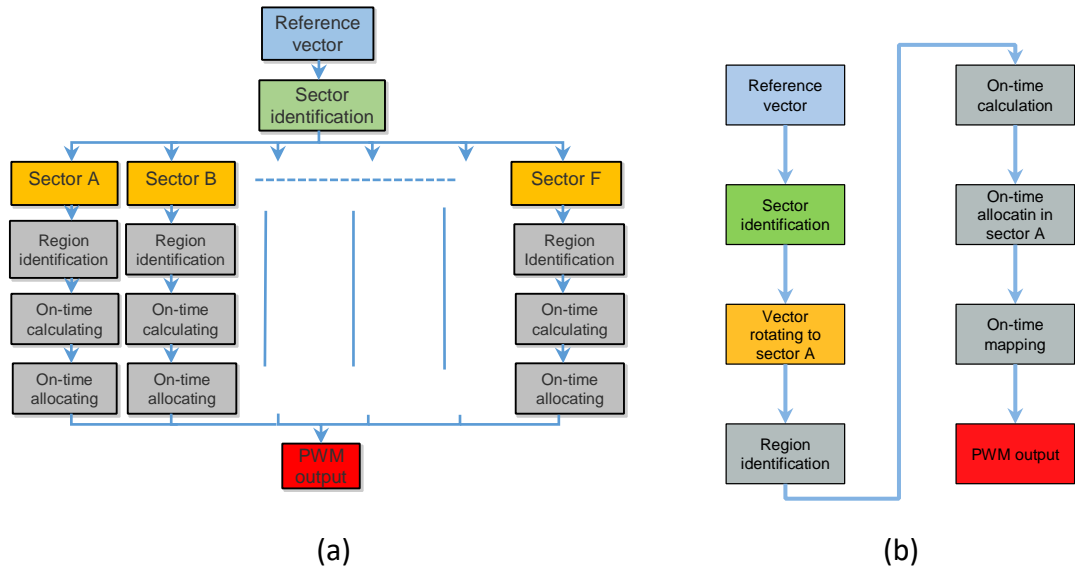 Reference
vector
Sector
identification
Sector A
Sector B
Sector F
Region
identification
Region
identification
Region
Identification
On-time
calculating
On-time
calculating
On-time
calculating
On-time
allocating
On-time
allocating
On-time
allocating
PWM
output
(a)
Reference
vector
Sector
identification
Vector
rotating to
sector A
Region
identification
On-time
calculation
On-time
allocatin in
sector A
On-time
mapping
PWM output
(b)